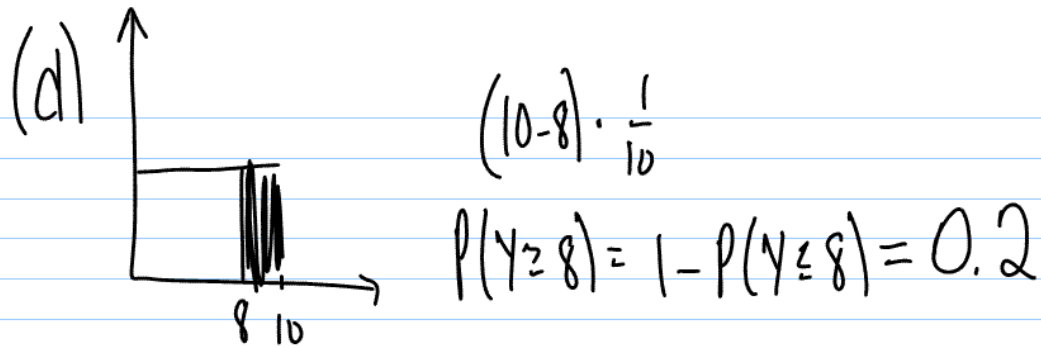 (d)
(10-8) · 1/10
P(Y≥8) = 1-P(Y≤8) = 0.2
8 10